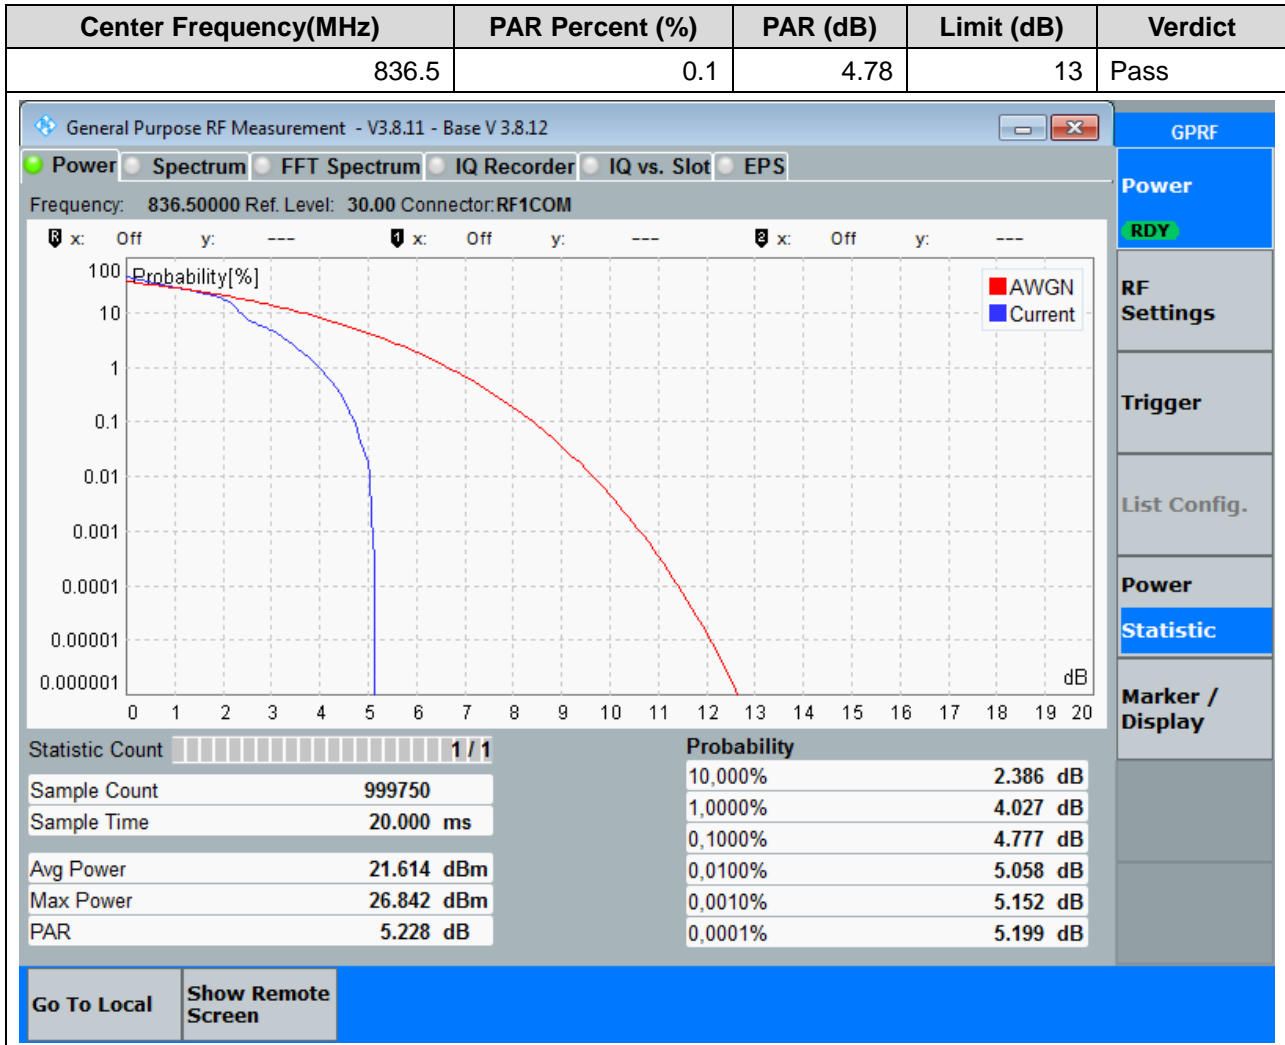 Center Frequency(MHz) PAR Percent (%) PAR (dB) Limit (dB) Verdict
836.5 0.1 4.78 13 Pass
General Purpose RF Measurement - V3.8.11 - Base V 3.8.12
GPRF
Power Spectrum FFT Spectrum IQ Recorder IQ vs. Slot EPS
Frequency: 836.50000 Ref. Level: 30.00 Connector:RF1COM
R x: Off y: --- 1 x: Off y: --- 2 x: Off y: ---
Probability[%]
100
10
1
0.1
0.01
0.001
0.0001
0.00001
0.000001
AWGN
Current
dB
0 1 2 3 4 5 6 7 8 9 10 11 12 13 14 15 16 17 18 19 20
Statistic Count 1 / 1
Sample Count 999750
Sample Time 20.000 ms
Avg Power 21.614 dBm
Max Power 26.842 dBm
PAR 5.228 dB
Probability
10,000% 2.386 dB
1,0000% 4.027 dB
0,1000% 4.777 dB
0,0100% 5.058 dB
0,0010% 5.152 dB
0,0001% 5.199 dB
Power
RDY
RF
Settings
Trigger
List Config.
Power
Statistic
Marker /
Display
Go To Local
Show Remote
Screen